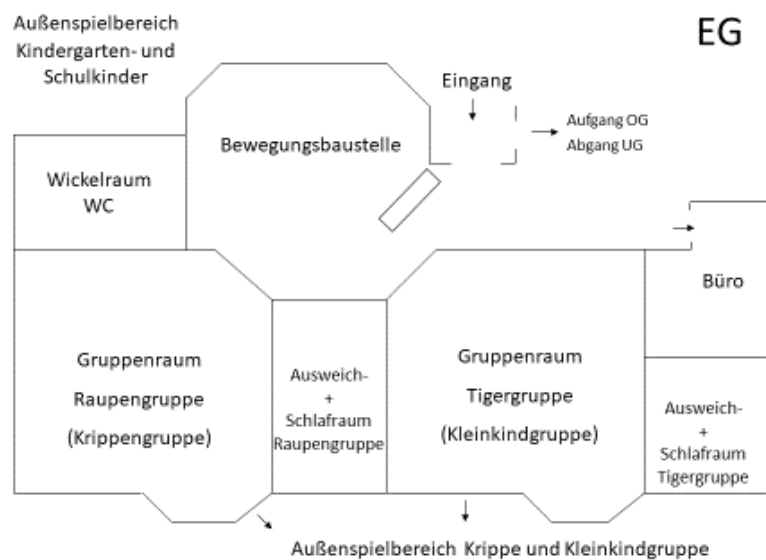 Außenspielbereich
Kindergarten- und
Schulkinder
EG
Eingang
Aufgang OG
Abgang UG
Bewegungsbaustelle
Wickelraum
WC
Büro
Gruppenraum
Raupengruppe
(Krippengruppe)
Ausweich-
+
Schlafraum
Raupengruppe
Gruppenraum
Tigergruppe
(Kleinkindgruppe)
Ausweich-
+
Schlafraum
Tigergruppe
Außenspielbereich Krippe und Kleinkindgruppe